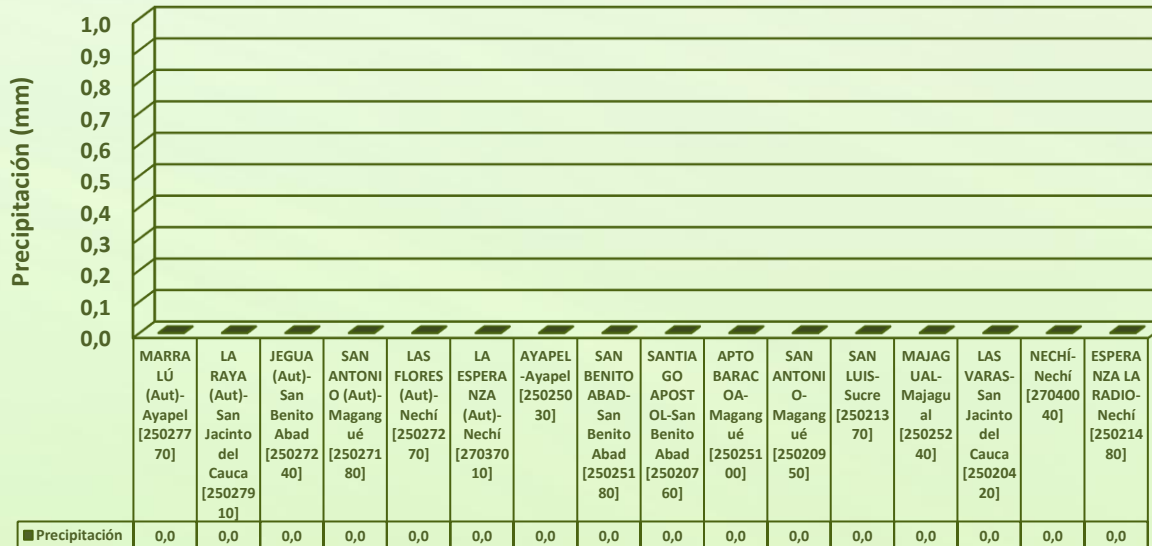 Precipitación (mm)
1,0
0,9
0,8
0,7
0,6
0,5
0,4
0,3
0,2
0,1
0,0
MARRA
LÚ
(Aut)-
Ayapel
[250277
70]
LA
RAYA
(Aut)-
San
Jacinto
del
Cauca
[250279
10]
JEGUA
(Aut)-
San
Benito
Abad
[250272
40]
SAN
ANTONI
O (Aut)-
Magang
ué
[250271
80]
LAS
FLORES
(Aut)-
Nechí
[250272
70]
LA
ESPERA
NZA
(Aut)-
Nechí
[270370
10]
AYAPEL
-Ayapel
[250250
30]
SAN
BENITO
ABAD-
San
Benito
Abad
[250251
80]
SANTIA
GO
APOST
OL-San
Benito
Abad
[250207
60]
APTO
BARAC
OA-
Magang
ué
[250251
00]
SAN
ANTONI
O-
Magang
ué
[250209
50]
SAN
LUIS-
Sucre
[250213
70]
MAJAG
UAL-
Majagu
al
[250252
40]
LAS
VARAS-
San
Jacinto
del
Cauca
[250204
20]
NECHÍ-
Nechí
[270400
40]
ESPERA
NZA LA
RADIO-
Nechí
[250214
80]
Precipitación 0,0 0,0 0,0 0,0 0,0 0,0 0,0 0,0 0,0 0,0 0,0 0,0 0,0 0,0 0,0 0,0